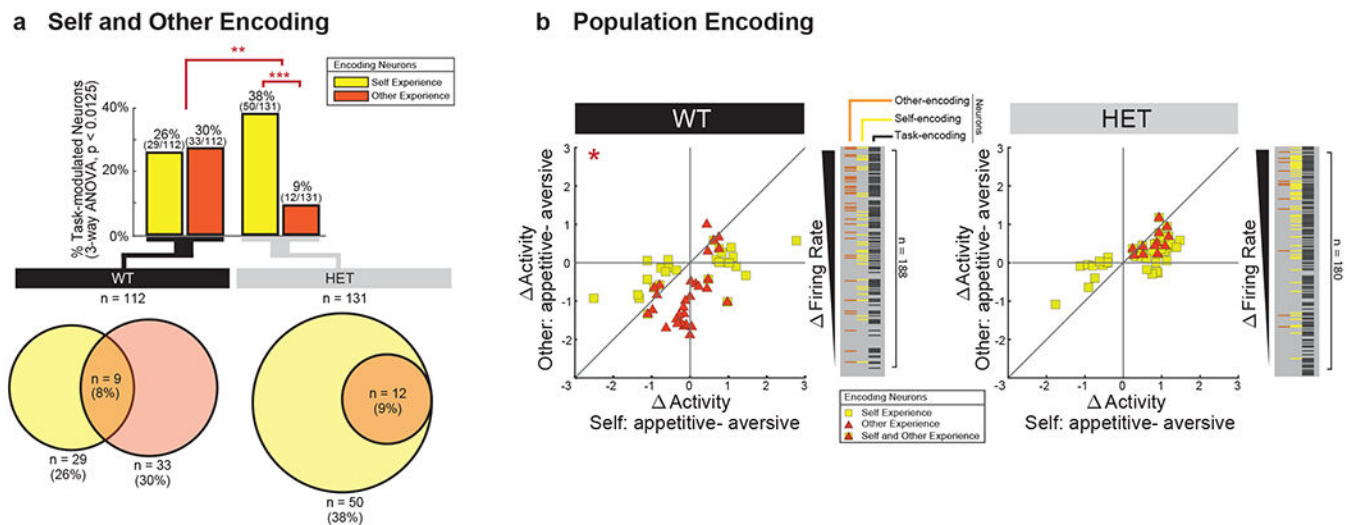 a Self and Other Encoding
**
***
Encoding Neurons
Self Experience
Other Experience
% Task-modulated Neurons
(3-way ANOVA, p < 0.0125)
40%
20%
0%
26%
(29/112)
30%
(33/112)
38%
(50/131)
9%
(12/131)
WT
HET
n = 112
n = 131
n = 9
(8%)
n = 12
(9%)
n = 29
(26%)
n = 33
(30%)
n = 50
(38%)
b Population Encoding
WT
Other-encoding
Self-encoding
Task-encoding
Neurons
HET
*
3
2
1
0
-1
-2
-3 -2 -1 0 1 2 3
Δ Activity
Self: appetitive- aversive
ΔActivity
Other: appetitive- aversive
Δ Firing Rate
n = 188
Encoding Neurons
Self Experience
Other Experience
Self and Other Experience
3
2
1
0
-1
-2
-3 -2 -1 0 1 2 3
Δ Activity
Self: appetitive- aversive
ΔActivity
Other: appetitive- aversive
Δ Firing Rate
n = 180